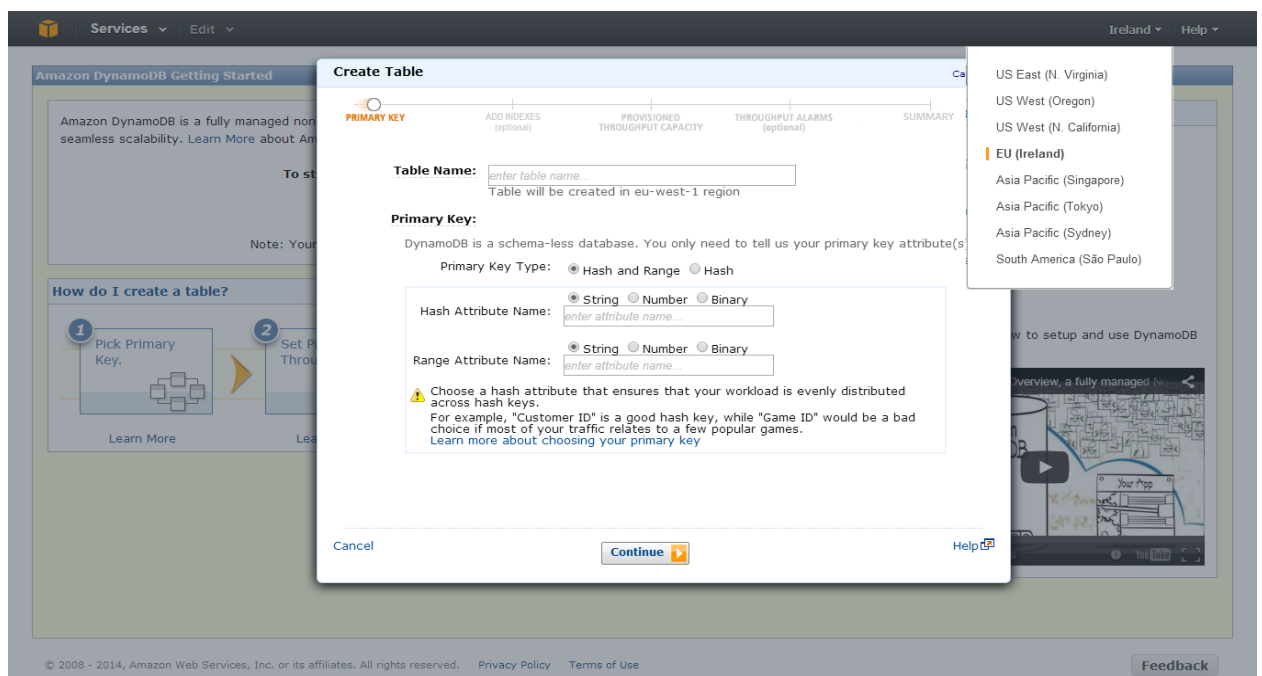 Services Edit Ireland Help
Amazon DynamoDB Getting Started
Amazon DynamoDB is a fully managed non
seamless scalability. Learn More about Am
To st
Note: Your
How do I create a table?
1 Pick Primary
Key.
2 Set P
Throu
Learn More Lea
Create Table
Ca
PRIMARY KEY
ADD INDEXES
(optional)
PROVISIONED
THROUGHPUT CAPACITY
THROUGHPUT ALARMS
(optional)
SUMMARY
Table Name: enter table name...
Table will be created in eu-west-1 region
Primary Key:
DynamoDB is a schema-less database. You only need to tell us your primary key attribute(s
Primary Key Type: Hash and Range Hash
String Number Binary
Hash Attribute Name: enter attribute name...
String Number Binary
Range Attribute Name: enter attribute name...
Choose a hash attribute that ensures that your workload is evenly distributed
across hash keys.
For example, "Customer ID" is a good hash key, while "Game ID" would be a bad
choice if most of your traffic relates to a few popular games.
Learn more about choosing your primary key
Cancel Continue Help
US East (N. Virginia)
US West (Oregon)
US West (N. California)
EU (Ireland)
Asia Pacific (Singapore)
Asia Pacific (Tokyo)
Asia Pacific (Sydney)
South America (São Paulo)
w to setup and use DynamoDB
Overview, a fully managed No
DB
Your App
YouTube
© 2008 - 2014, Amazon Web Services, Inc. or its affiliates. All rights reserved. Privacy Policy Terms of Use Feedback